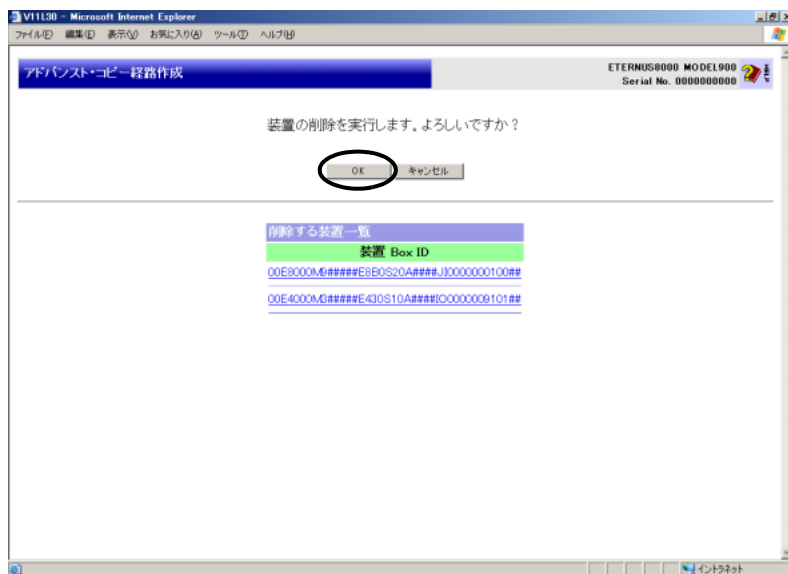 V11L30 - Microsoft Internet Explorer
ファイル(F) 編集(E) 表示(V) お気に入り(A) ツール(T) ヘルプ(H)
アドバンスト・コピー経路作成
ETERNUS8000 MODEL900
Serial No. 0000000000
HELP
装置の削除を実行します。よろしいですか？
OK キャンセル
削除する装置一覧
装置 Box ID
00E8000M9#####E8B0S20A####JI0000000100##
00E4000M3#####E430S10A####IO0000009101##
イントラネット